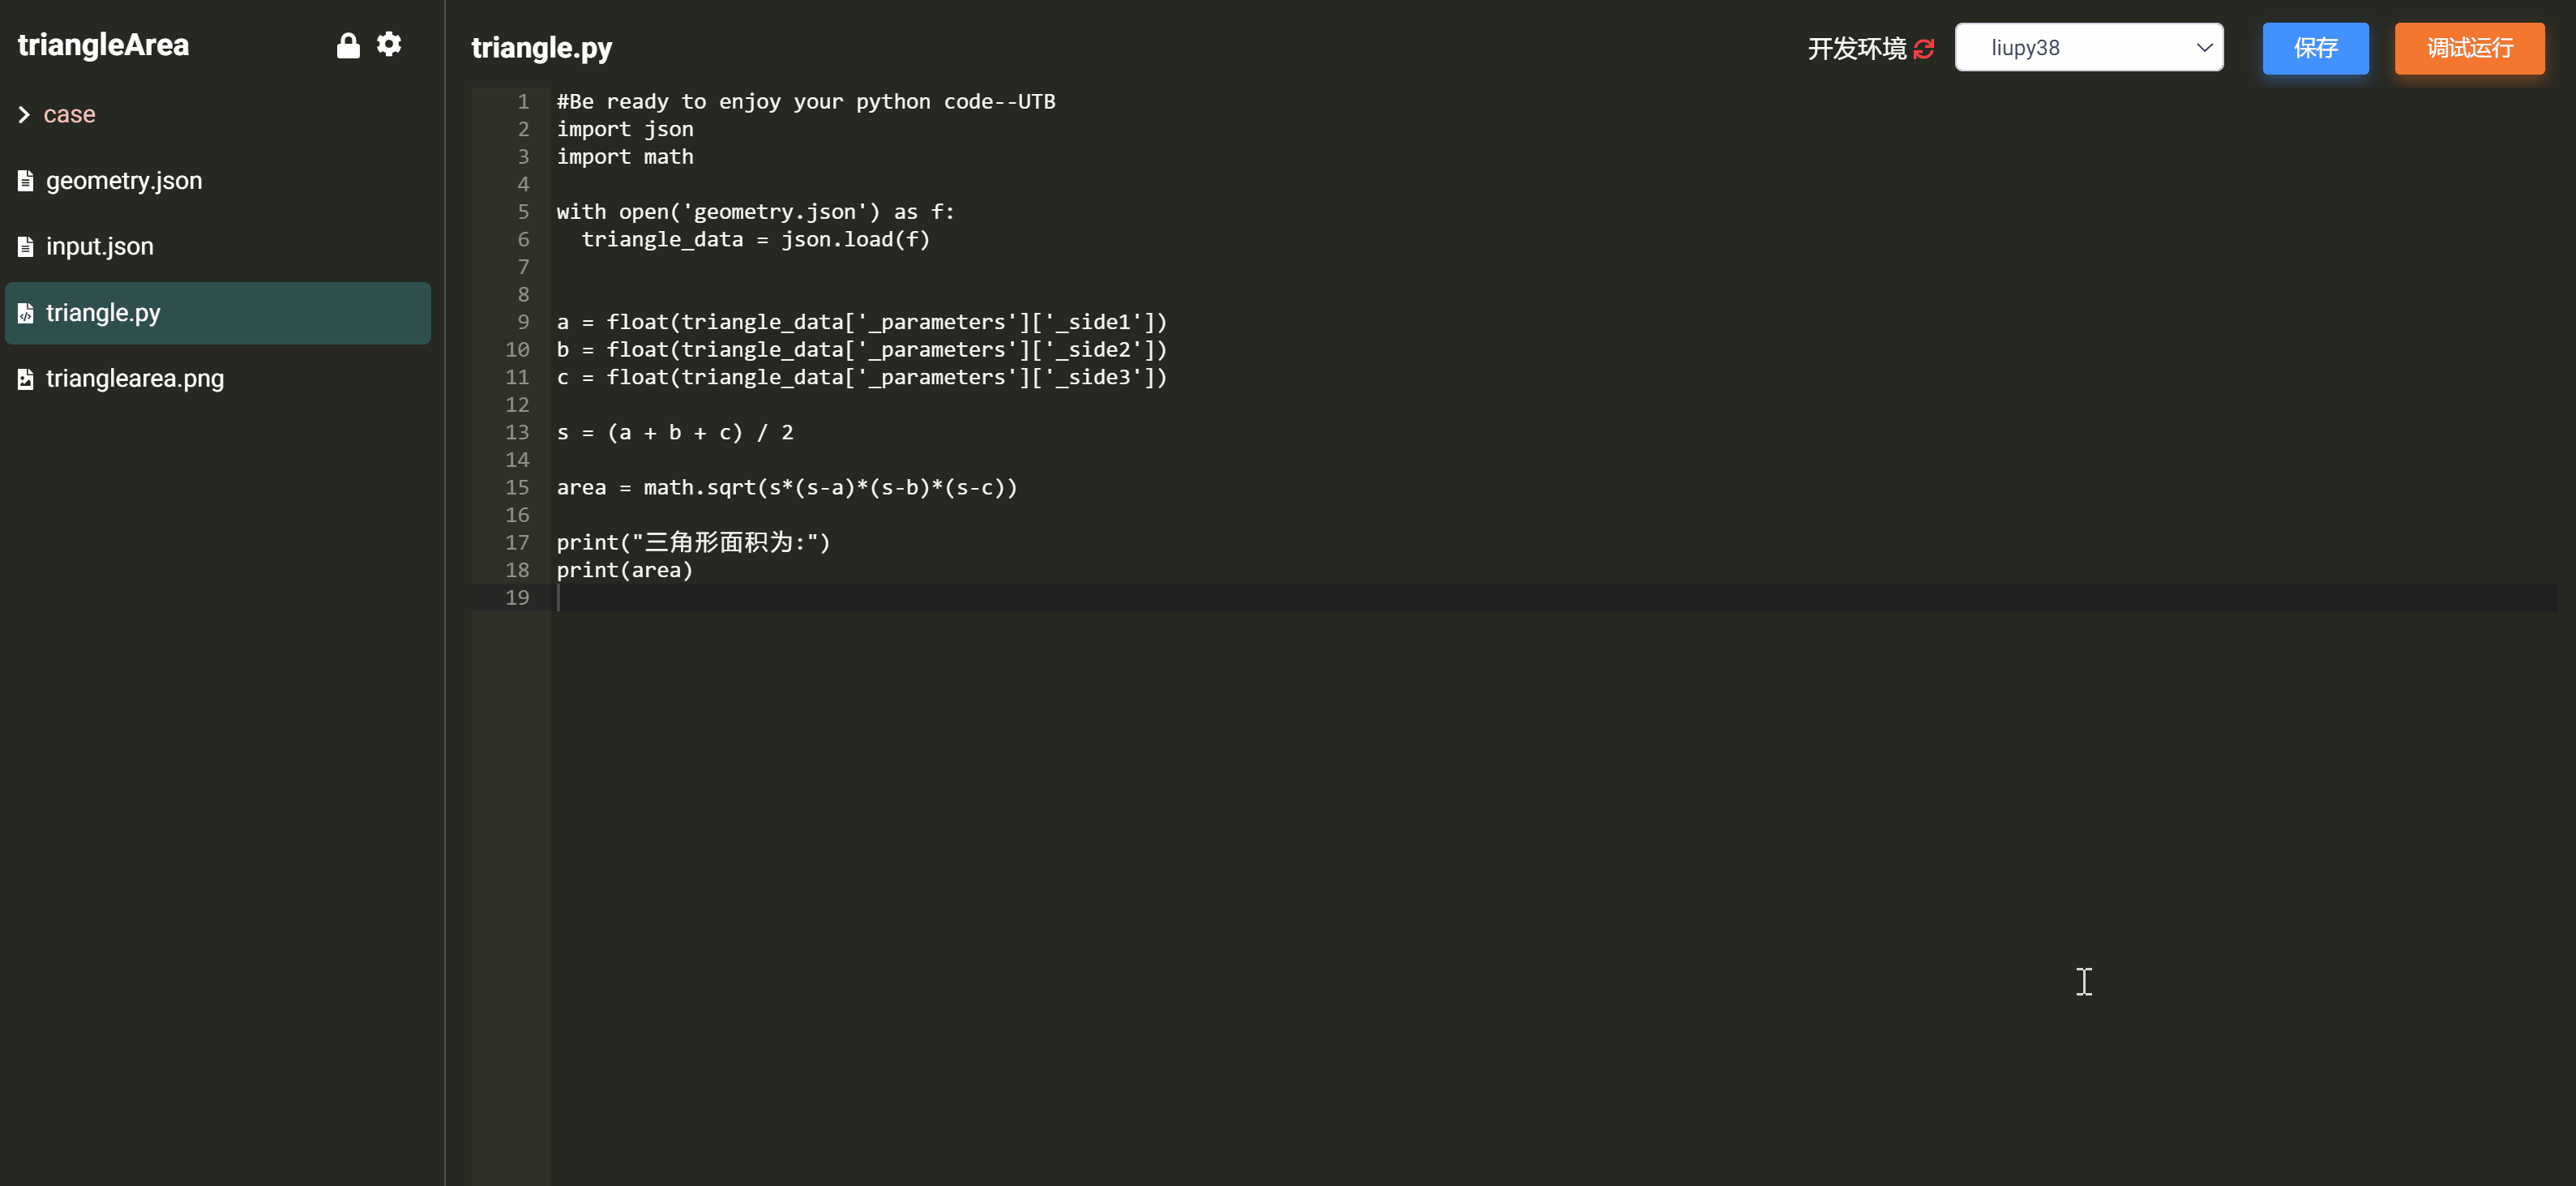 triangleArea
case
geometry.json
input.json
triangle.py
trianglearea.png
triangle.py
开发环境
liupy38
保存
调试运行
1 #Be ready to enjoy your python code--UTB
2 import json
3 import math
4
5 with open('geometry.json') as f:
6   triangle_data = json.load(f)
7
8
9 a = float(triangle_data['_parameters']['_side1'])
10 b = float(triangle_data['_parameters']['_side2'])
11 c = float(triangle_data['_parameters']['_side3'])
12
13 s = (a + b + c) / 2
14
15 area = math.sqrt(s*(s-a)*(s-b)*(s-c))
16
17 print("三角形面积为:")
18 print(area)
19